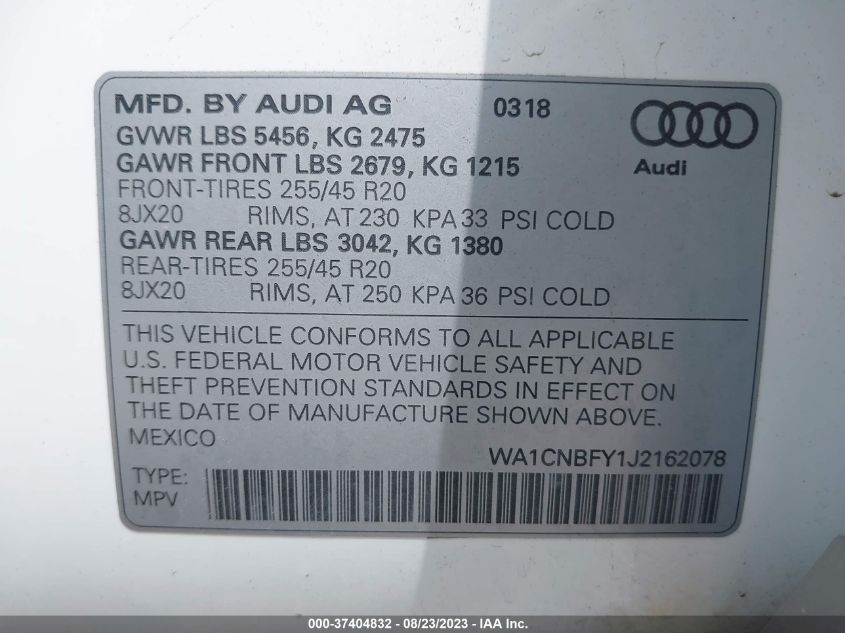 MFD. BY AUDI AG 0318
GVWR LBS 5456, KG 2475
GAWR FRONT LBS 2679, KG 1215
Audi
FRONT-TIRES 255/45 R20
8JX20 RIMS, AT 230 KPA 33 PSI COLD
GAWR REAR LBS 3042, KG 1380
REAR-TIRES 255/45 R20
8JX20 RIMS, AT 250 KPA 36 PSI COLD
THIS VEHICLE CONFORMS TO ALL APPLICABLE
U.S. FEDERAL MOTOR VEHICLE SAFETY AND
THEFT PREVENTION STANDARDS IN EFFECT ON
THE DATE OF MANUFACTURE SHOWN ABOVE.
MEXICO
WA1CNBFY1J2162078
TYPE:
MPV
000-37404832 - 08/23/2023 - IAA Inc.